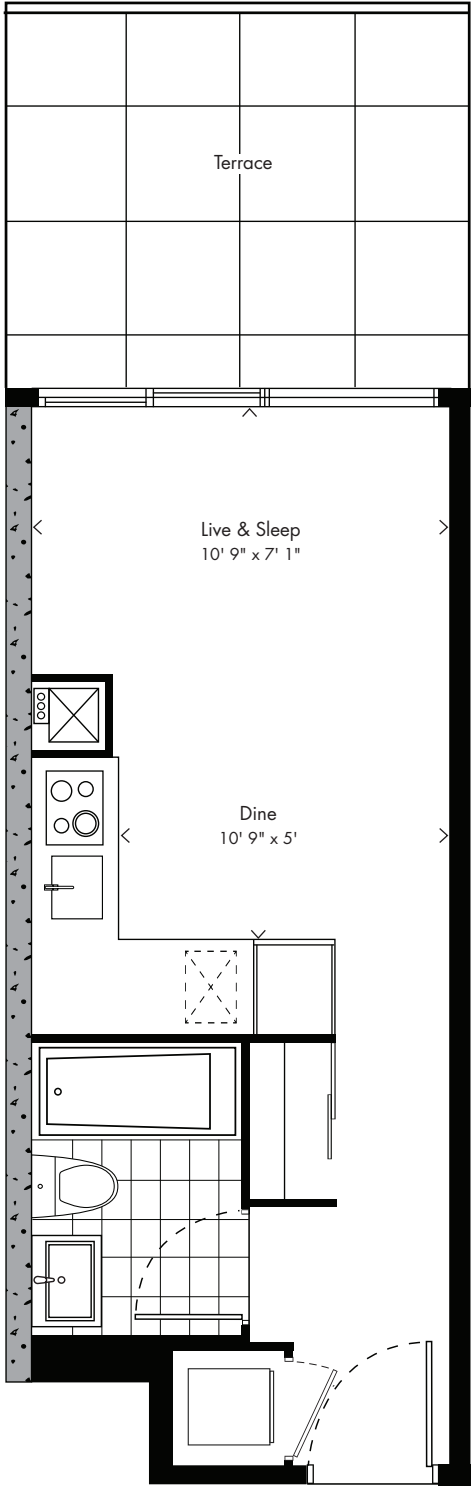 Terrace
Live & Sleep
10' 9" x 7' 1"
Dine
10' 9" x 5'